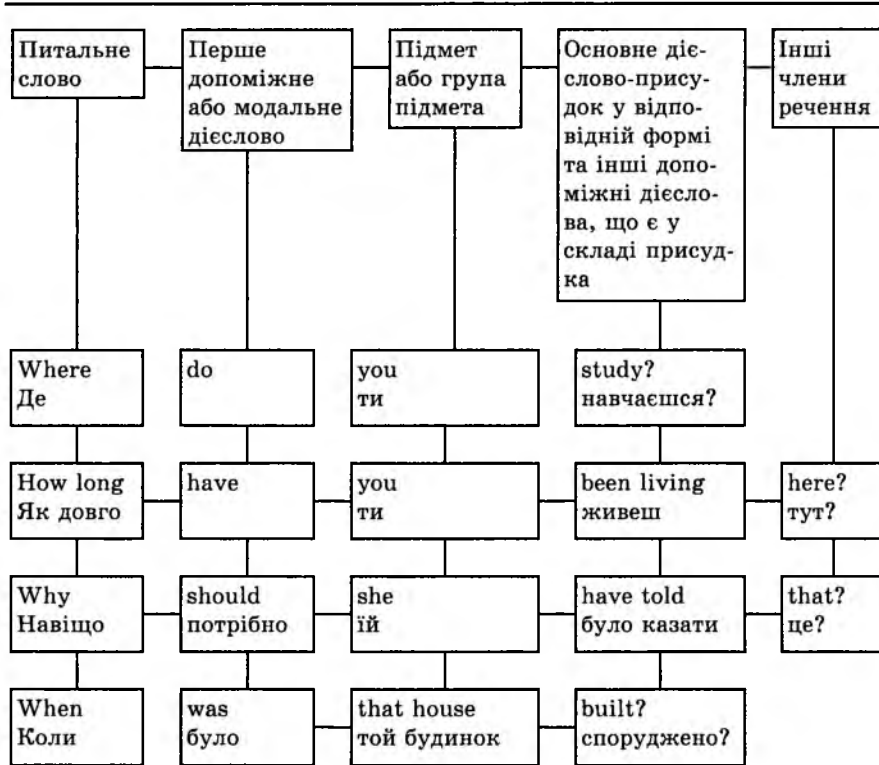 Питальне
слово
Перше
допоміжне
або модальне
дієслово
Підмет
або група
підмета
Основне діє-
слово-прису-
док у відпо-
відній формі
та інші допо-
міжні дієсло-
ва, що є у
складі присуд-
ка
Інші
члени
речення
Where
Де
do
you
ти
study?
навчаєшся?
How long
Як довго
have
you
ти
been living
живеш
here?
тут?
Why
Навіщо
should
потрібно
she
їй
have told
було казати
that?
це?
When
Коли
was
було
that house
той будинок
built?
споруджено?